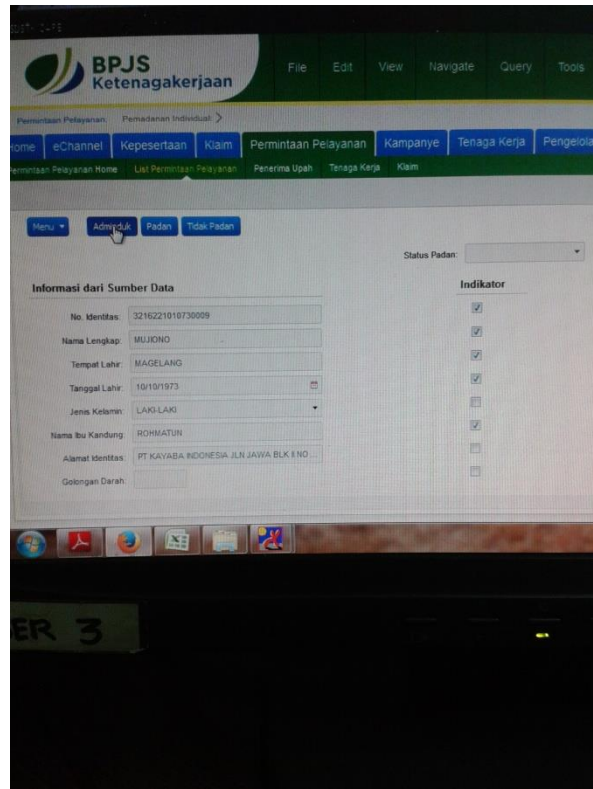 BPJS
Ketenagakerjaan
File Edit View Navigate Query Tools
Permintaan Pelayanan: Pemadanan Individual: >
Home eChannel Kepesertaan Klaim Permintaan Pelayanan Kampanye Tenaga Kerja Pengelola
Permintaan Pelayanan Home List Permintaan Pelayanan Penerima Upah Tenaga Kerja Klaim
Menu Adminduk Padan Tidak Padan
Status Padan:
Informasi dari Sumber Data Indikator
No. Identitas: 3216221010730009
Nama Lengkap: MUJIONO
Tempat Lahir: MAGELANG
Tanggal Lahir: 10/10/1973
Jenis Kelamin: LAKI-LAKI
Nama Ibu Kandung: ROHMATUN
Alamat Identitas: PT KAYABA INDONESIA JLN JAWA BLK II NO ...
Golongan Darah:
ER 3